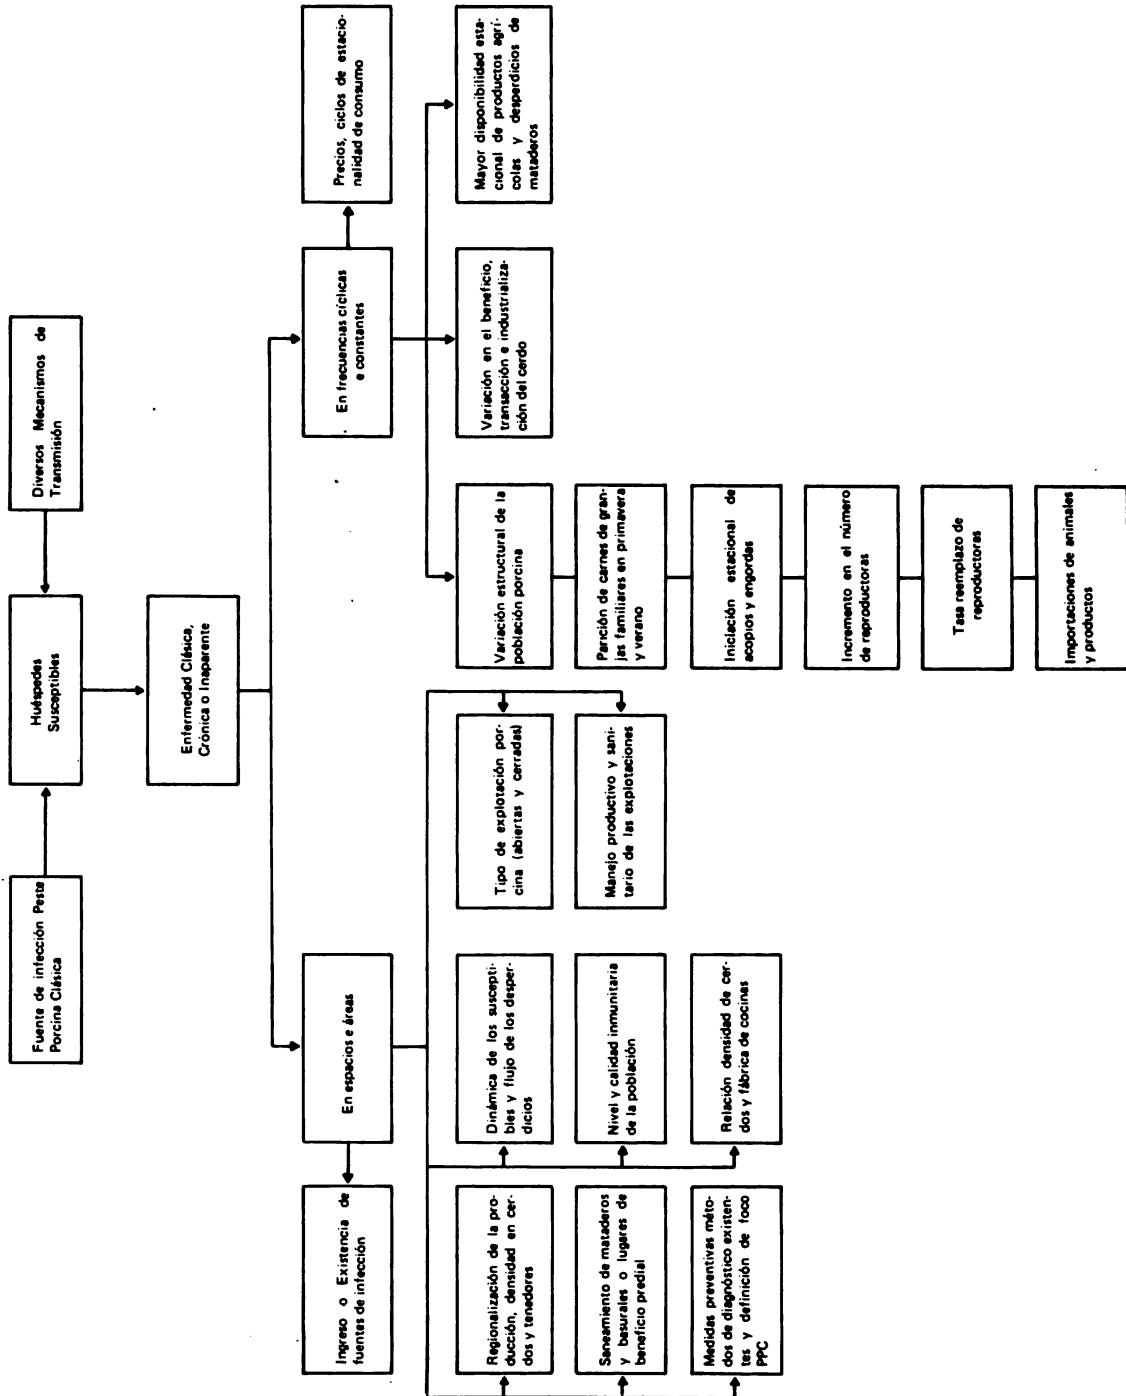 Fuente de infección Peste
Porcina Clásica
Huéspedes
Susceptibles
Diversos Mecanismos de
Transmisión
Enfermedad Clásica,
Crónica o Inaparente
Ingreso o Existencia de
fuentes de infección
En espacios e áreas
En frecuencias cíclicas
e constantes
Precios, ciclos de estacio-
nalidad de consumo
Regionalización de la pro-
ducción, densidad en cer-
dos y tenedores
Dinámica de los suscepti-
bles y flujo de los desper-
dicios
Tipo de explotación por-
cina (abiertas y cerradas)
Variación estructural de la
población porcina
Variación en el beneficio,
transacción e industrializa-
ción del cerdo
Mayor disponibilidad esta-
cional de productos agrí-
colas y desperdicios de
mataderos
Saneamiento de mataderos
y basurales o lugares de
beneficio predial
Nivel y calidad inmunitaria
de la población
Manejo productivo y sani-
tario de las explotaciones
Parición de carnes de gran-
jas familiares en primavera
y verano
Medidas preventivas méto-
dos de diagnóstico existen-
tes y definición de foco
PPC
Relación densidad de cer-
dos y fábrica de cocinas
Iniciación estacional de
acopios y engordas
Incremento en el número
de reproductoras
Tasa reemplazo de
reproductoras
Importaciones de animales
y productos